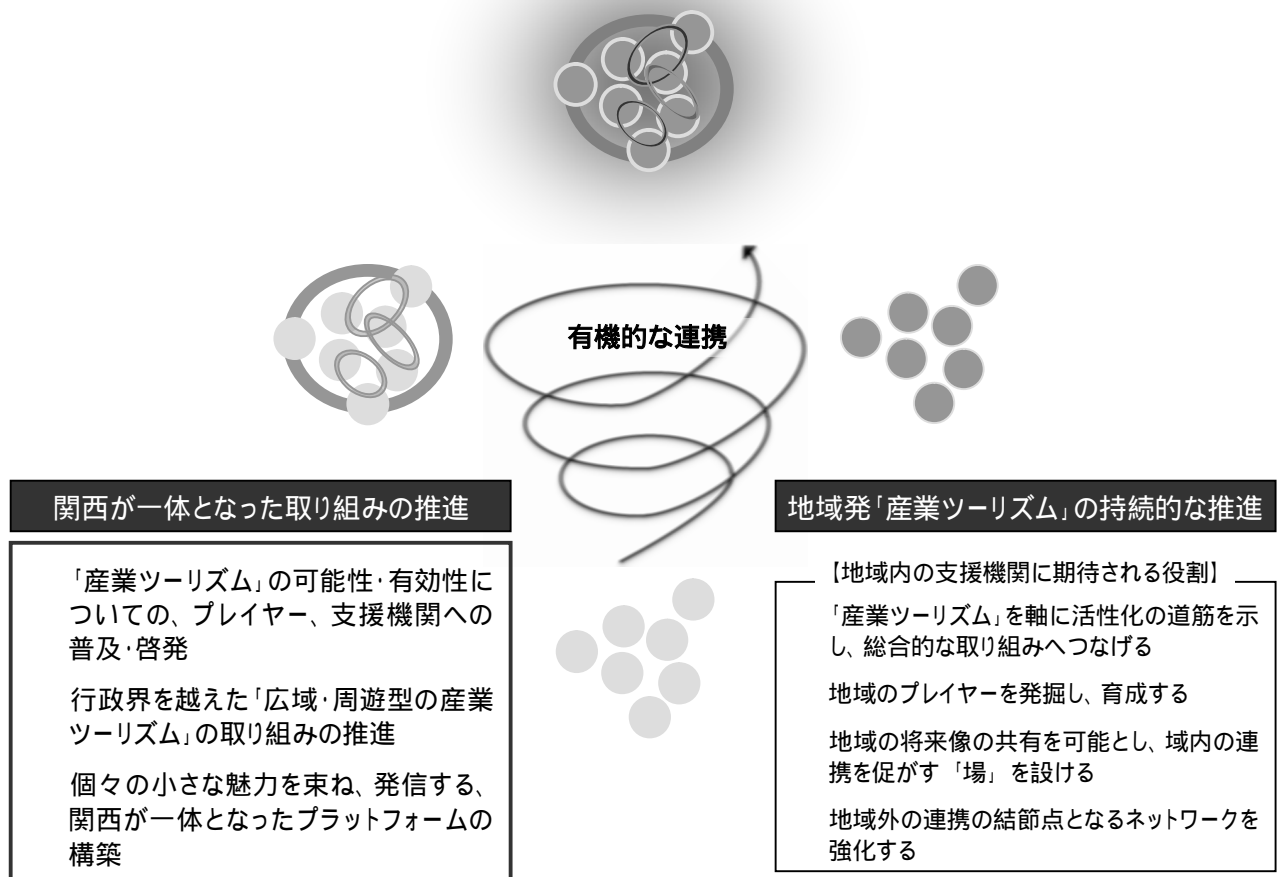 有機的な連携
関西が一体となった取り組みの推進
「産業ツーリズム」の可能性・有効性に
ついての、プレイヤー、支援機関への
普及・啓発
行政界を越えた「広域・周遊型の産業
ツーリズム」の取り組みの推進
個々の小さな魅力を束ね、発信する、
関西が一体となったプラットフォームの
構築
地域発「産業ツーリズム」の持続的な推進
【地域内の支援機関に期待される役割】
「産業ツーリズム」を軸に活性化の道筋を示
し、総合的な取り組みへつなげる
地域のプレイヤーを発掘し、育成する
地域の将来像の共有を可能とし、域内の連
携を促がす「場」を設ける
地域外の連携の結節点となるネットワークを
強化する